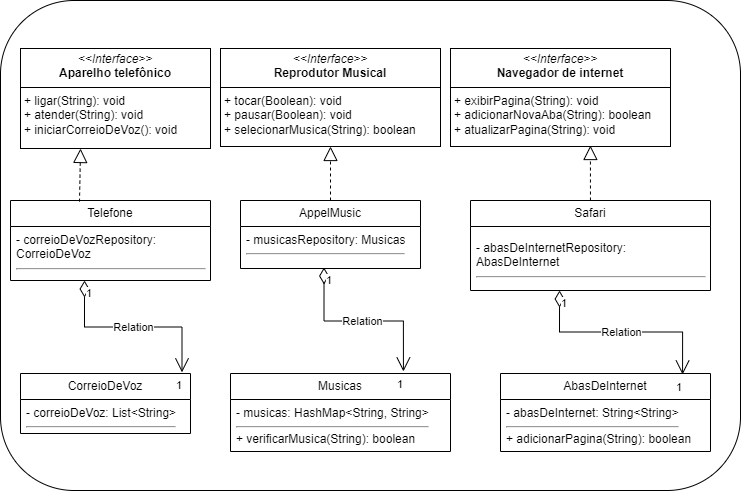 <<Interface>>
Aparelho telefônico
+ ligar(String): void
+ atender(String): void
+ iniciarCorreioDeVoz(): void
<<Interface>>
Reprodutor Musical
+ tocar(Boolean): void
+ pausar(Boolean): void
+ selecionarMusica(String): boolean
<<Interface>>
Navegador de internet
+ exibirPagina(String): void
+ adicionarNovaAba(String): boolean
+ atualizarPagina(String): void
Telefone
- correioDeVozRepository:
CorreioDeVoz
AppelMusic
- musicasRepository: Musicas
Safari
- abasDeInternetRepository:
AbasDeInternet
1
Relation
1
Relation
1
Relation
CorreioDeVoz
1
- correioDeVoz: List<String>
Musicas
1
- musicas: HashMap<String, String>
+ verificarMusica(String): boolean
AbasDeInternet
1
- abasDeInternet: String<String>
+ adicionarPagina(String): boolean